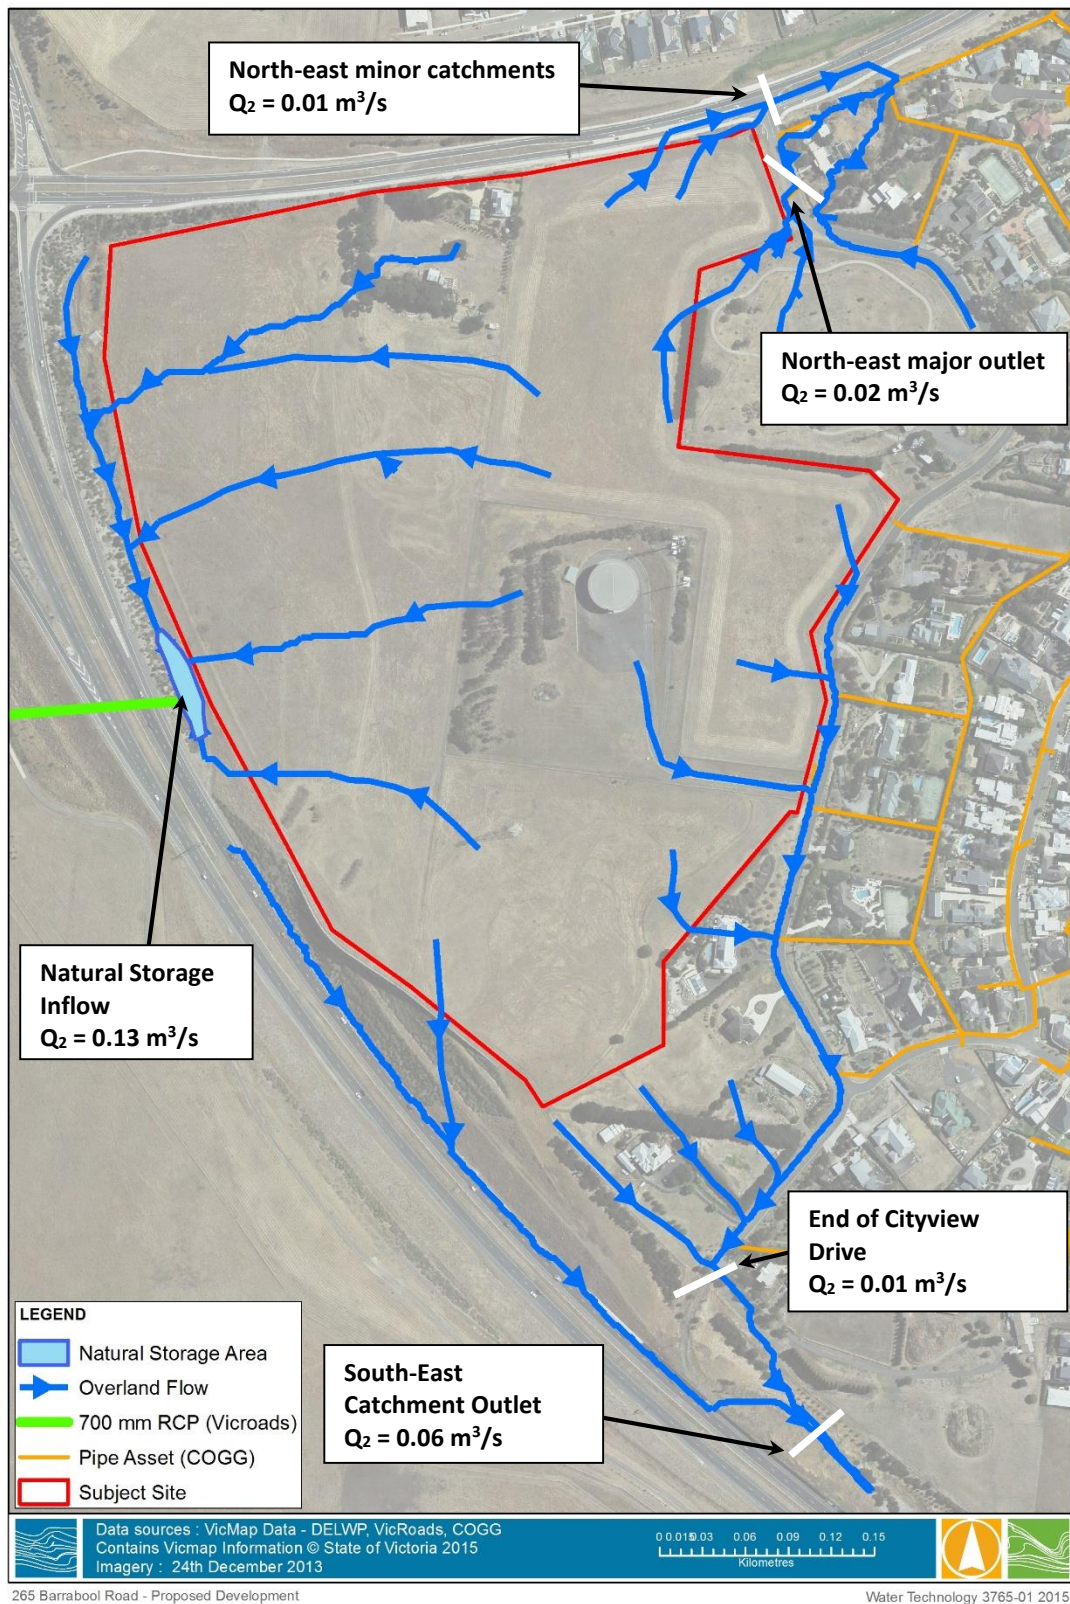 North-east minor catchments
Q₂ = 0.01 m³/s
North-east major outlet
Q₂ = 0.02 m³/s
Natural Storage
Inflow
Q₂ = 0.13 m³/s
End of Cityview
Drive
Q₂ = 0.01 m³/s
South-East
Catchment Outlet
Q₂ = 0.06 m³/s
LEGEND
Natural Storage Area
Overland Flow
700 mm RCP (Vicroads)
Pipe Asset (COGG)
Subject Site
Data sources : VicMap Data - DELWP, VicRoads, COGG
Contains Vicmap Information © State of Victoria 2015
Imagery : 24th December 2013
0 0.015 0.03 0.06 0.09 0.12 0.15
Kilometres
265 Barrabool Road - Proposed Development
Water Technology 3765-01 2015